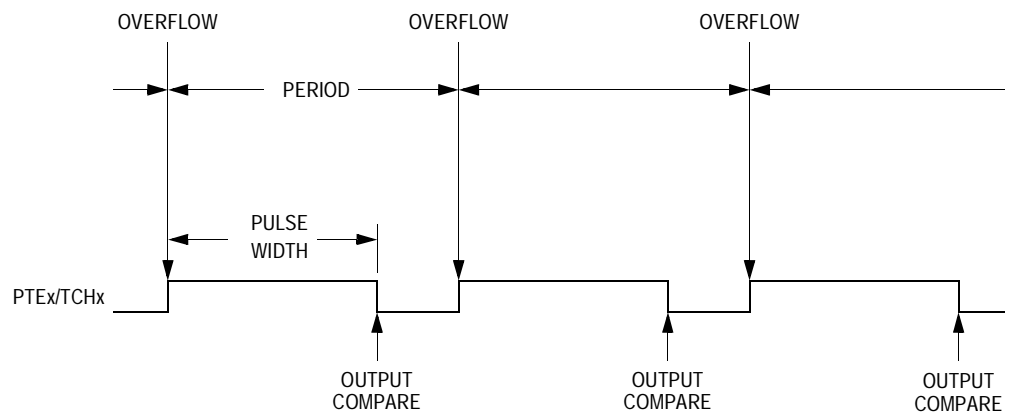 OVERFLOW OVERFLOW OVERFLOW
PERIOD
PULSE
WIDTH
PTEx/TCHx
OUTPUT
COMPARE
OUTPUT
COMPARE
OUTPUT
COMPARE